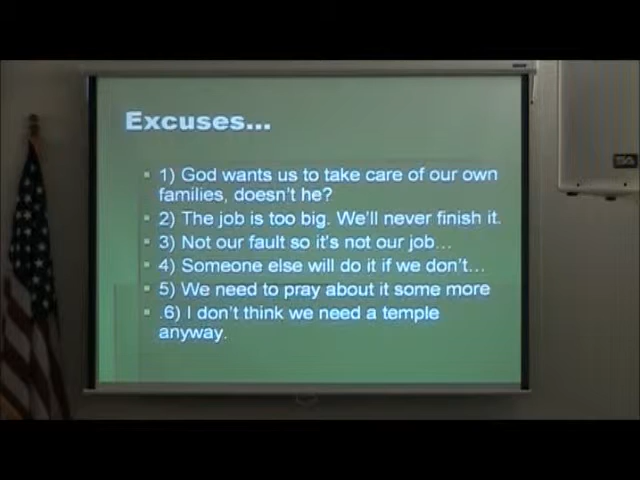 Excuses...
▪ 1) God wants us to take care of our own
families, doesn't he?
▪ 2) The job is too big. We'll never finish it.
▪ 3) Not our fault so it's not our job...
▪ 4) Someone else will do it if we don't...
▪ 5) We need to pray about it some more
▪ .6) I don't think we need a temple
anyway.